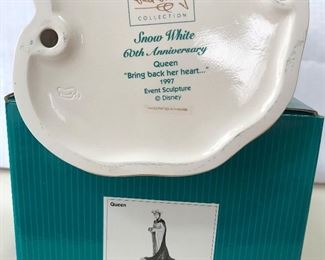 COLLECTION
Snow White
60th Anniversary
Queen
"Bring back her heart..."
1997
Event Sculpture
© Disney
Queen